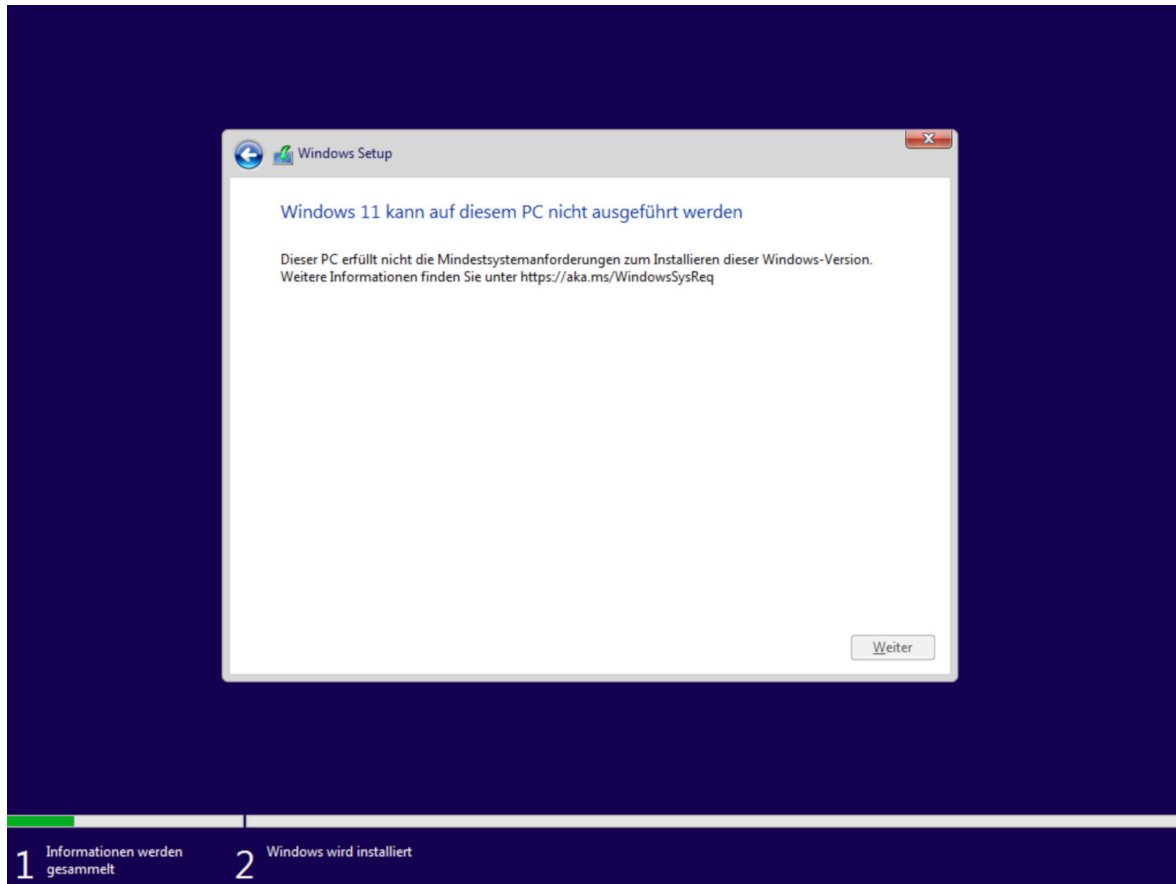 Windows Setup
Windows 11 kann auf diesem PC nicht ausgeführt werden
Dieser PC erfüllt nicht die Mindestsystemanforderungen zum Installieren dieser Windows-Version.
Weitere Informationen finden Sie unter https://aka.ms/WindowsSysReq
Weiter
1 Informationen werden
gesammelt
2 Windows wird installiert